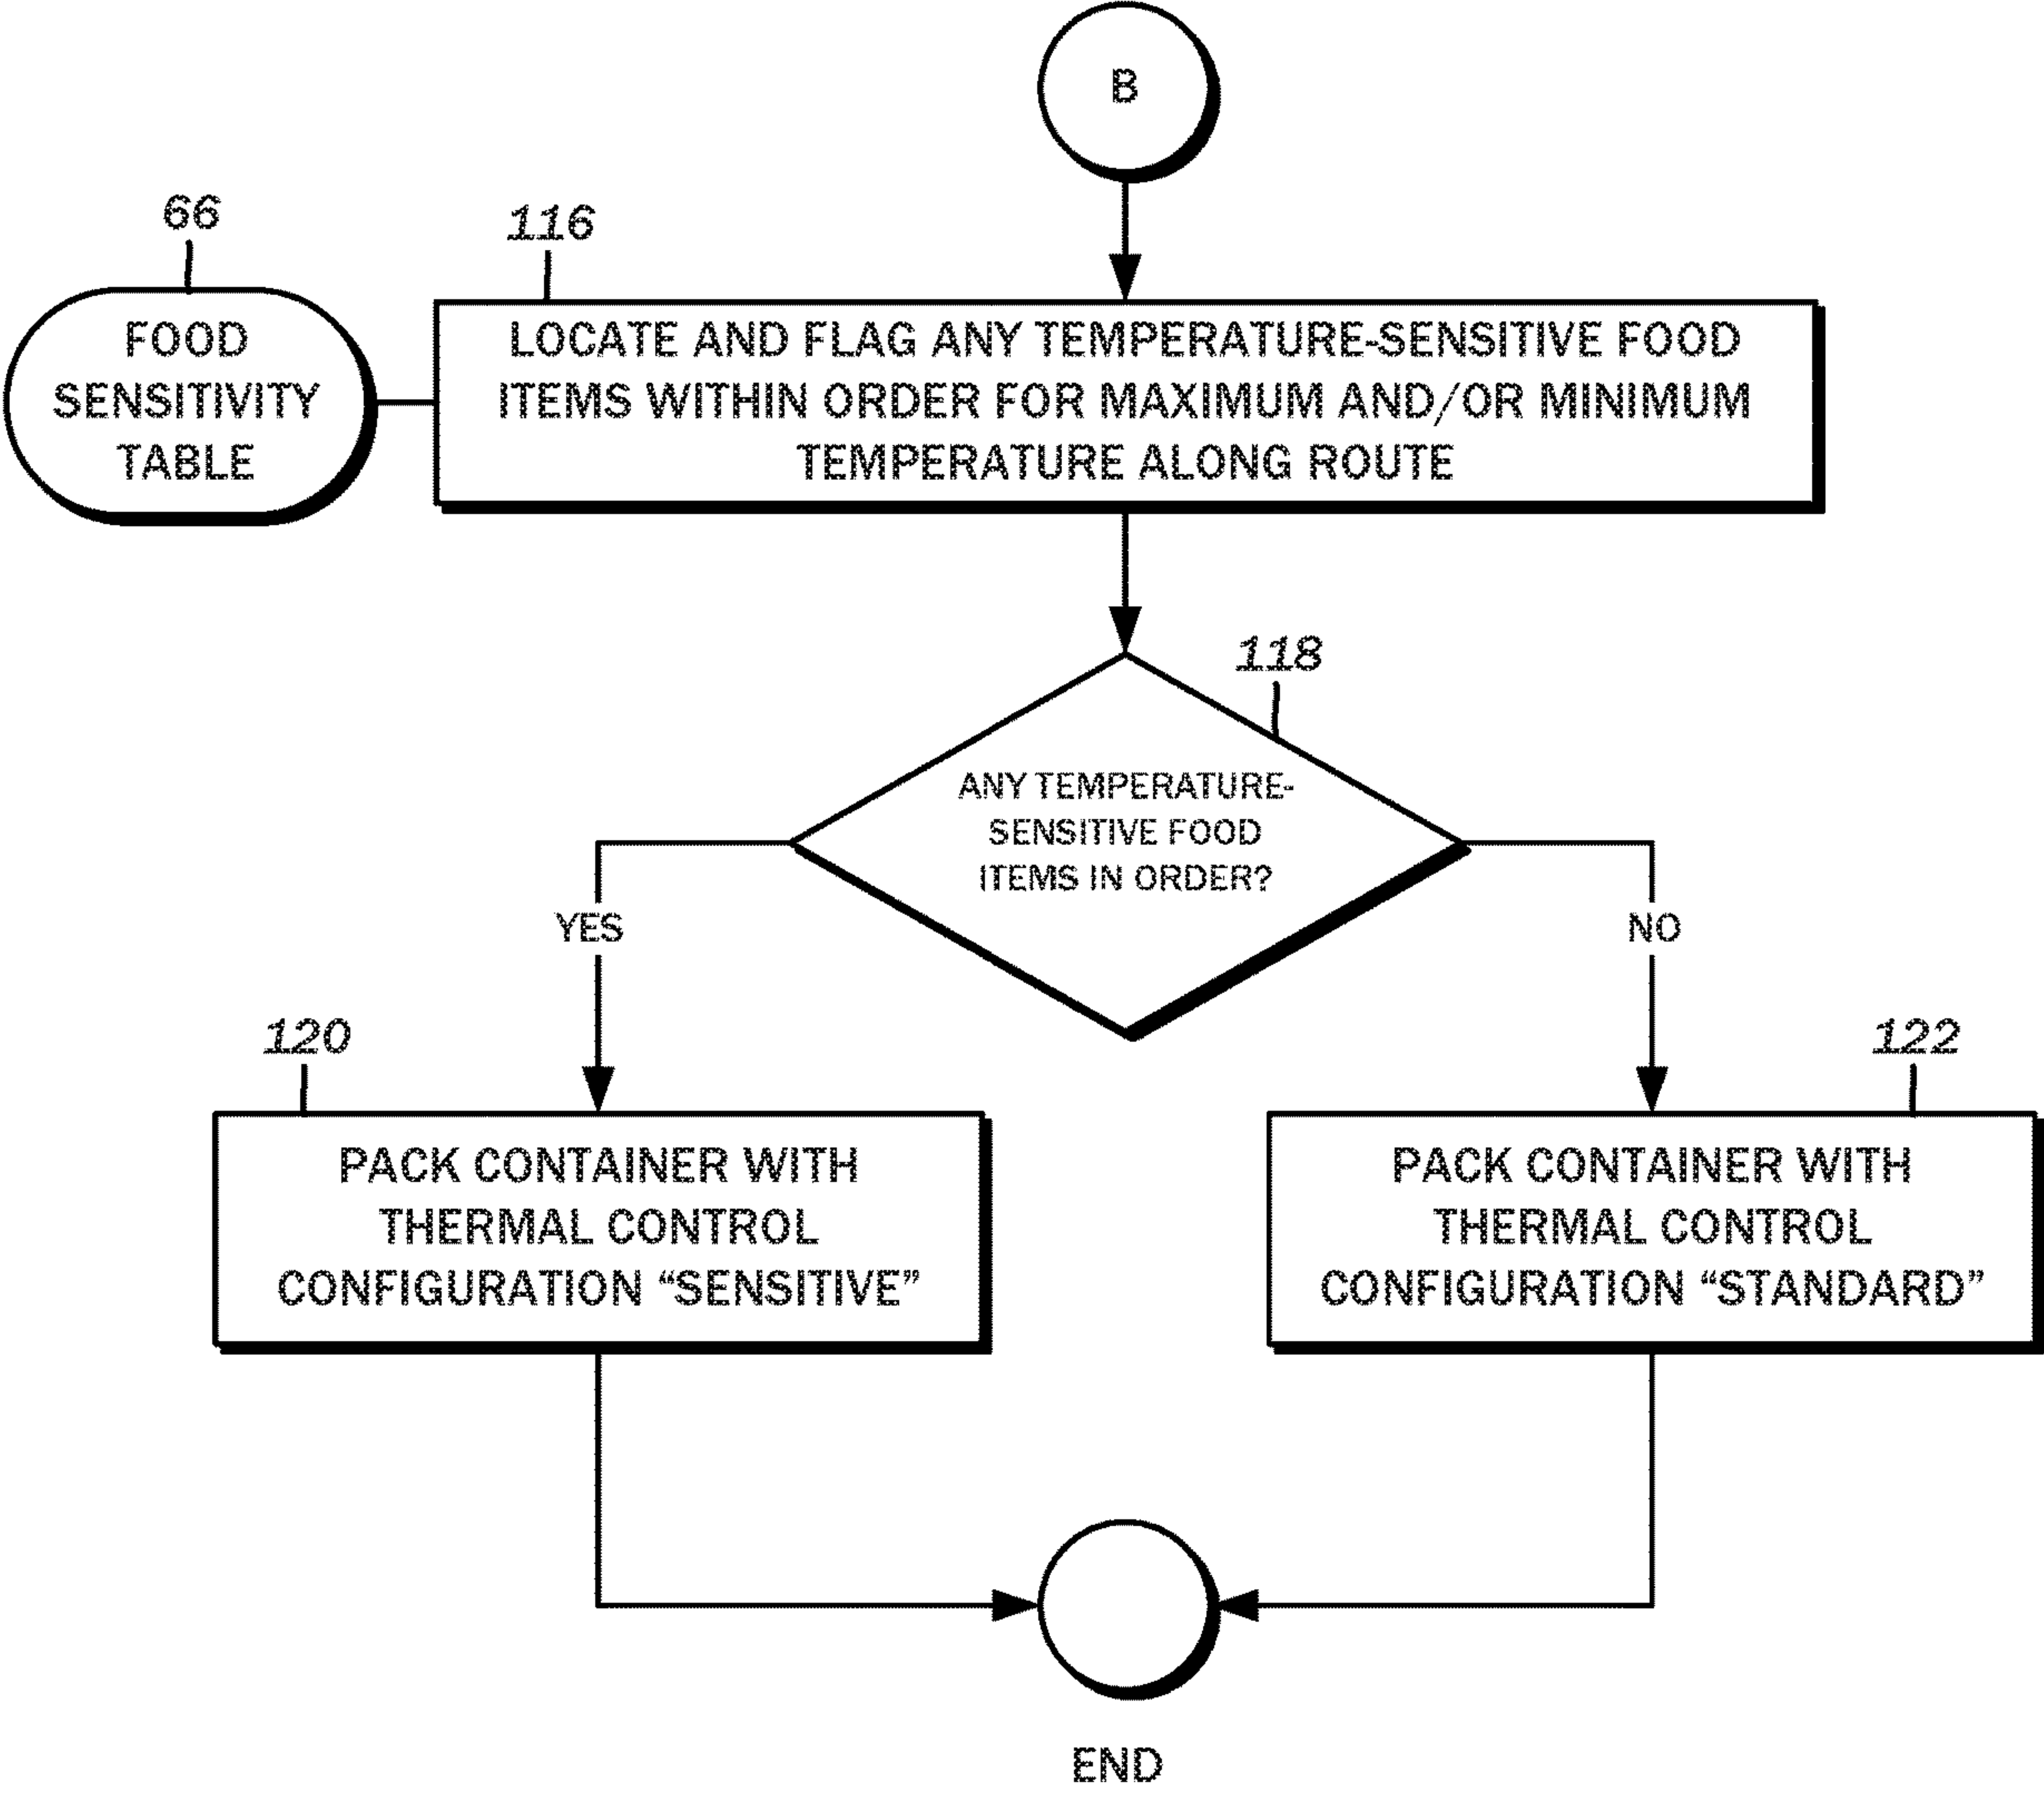 B
66
116
FOOD
SENSITIVITY
TABLE
LOCATE AND FLAG ANY TEMPERATURE-SENSITIVE FOOD
ITEMS WITHIN ORDER FOR MAXIMUM AND/OR MINIMUM
TEMPERATURE ALONG ROUTE
118
ANY TEMPERATURE-
SENSITIVE FOOD
ITEMS IN ORDER?
YES
NO
120
122
PACK CONTAINER WITH
THERMAL CONTROL
CONFIGURATION “SENSITIVE”
PACK CONTAINER WITH
THERMAL CONTROL
CONFIGURATION “STANDARD”
END